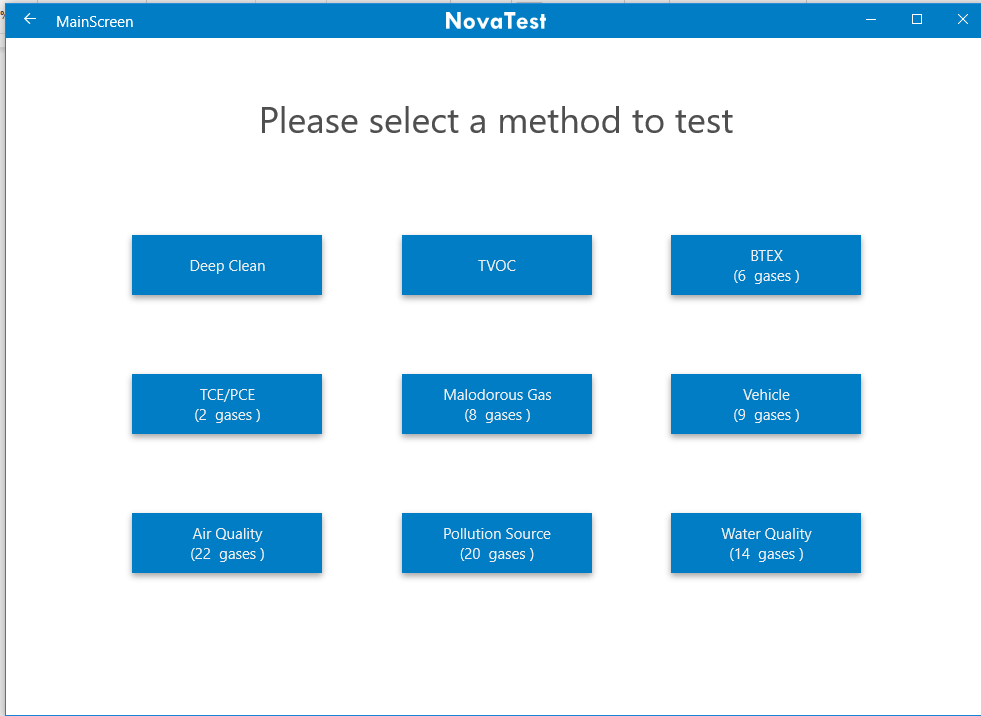 MainScreen
NovaTest
Please select a method to test
Deep Clean
TVOC
BTEX
(6 gases )
TCE/PCE
(2 gases )
Malodorous Gas
(8 gases )
Vehicle
(9 gases )
Air Quality
(22 gases )
Pollution Source
(20 gases )
Water Quality
(14 gases )